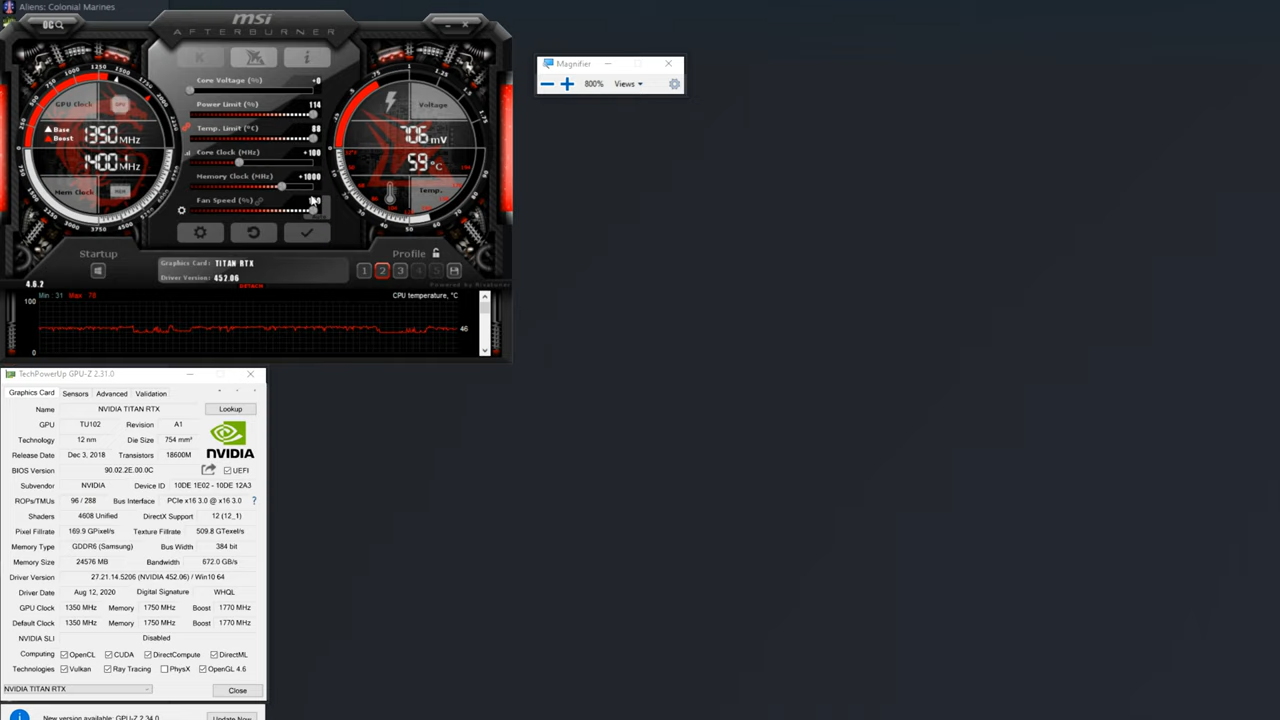 Aliens: Colonial Marines
OC
msi
AFTERBURNER
K
i
Core Voltage (%) +0
Power Limit (%) 114
Temp. Limit (°C) 88
Core Clock (MHz) +100
Memory Clock (MHz) +1000
Fan Speed (%)
GPU Clock
GPU
Base
Boost
1350 MHz
1400.1 MHz
Mem Clock
MEM
Voltage
706 mV
59 °C
Temp.
Startup
Profile
1 2 3 4 5
Graphics Card: TITAN RTX
Driver Version: 452.06
4.6.2
DETACH
Powered by Rivatuner
Min : 31 Max : 78
CPU temperature, °C
100
46
0
Magnifier
800% Views
TechPowerUp GPU-Z 2.31.0
Graphics Card Sensors Advanced Validation
Name NVIDIA TITAN RTX Lookup
GPU TU102 Revision A1
Technology 12 nm Die Size 754 mm²
Release Date Dec 3, 2018 Transistors 18600M
NVIDIA
BIOS Version 90.02.2E.00.0C UEFI
Subvendor NVIDIA Device ID 10DE 1E02 - 10DE 12A3
ROPs/TMUs 96 / 288 Bus Interface PCIe x16 3.0 @ x16 3.0 ?
Shaders 4608 Unified DirectX Support 12 (12_1)
Pixel Fillrate 169.9 GPixel/s Texture Fillrate 509.8 GTexel/s
Memory Type GDDR6 (Samsung) Bus Width 384 bit
Memory Size 24576 MB Bandwidth 672.0 GB/s
Driver Version 27.21.14.5206 (NVIDIA 452.06) / Win10 64
Driver Date Aug 12, 2020 Digital Signature WHQL
GPU Clock 1350 MHz Memory 1750 MHz Boost 1770 MHz
Default Clock 1350 MHz Memory 1750 MHz Boost 1770 MHz
NVIDIA SLI Disabled
Computing OpenCL CUDA DirectCompute DirectML
Technologies Vulkan Ray Tracing PhysX OpenGL 4.6
NVIDIA TITAN RTX Close
New version available: GPU-Z 2.34.0 Update Now